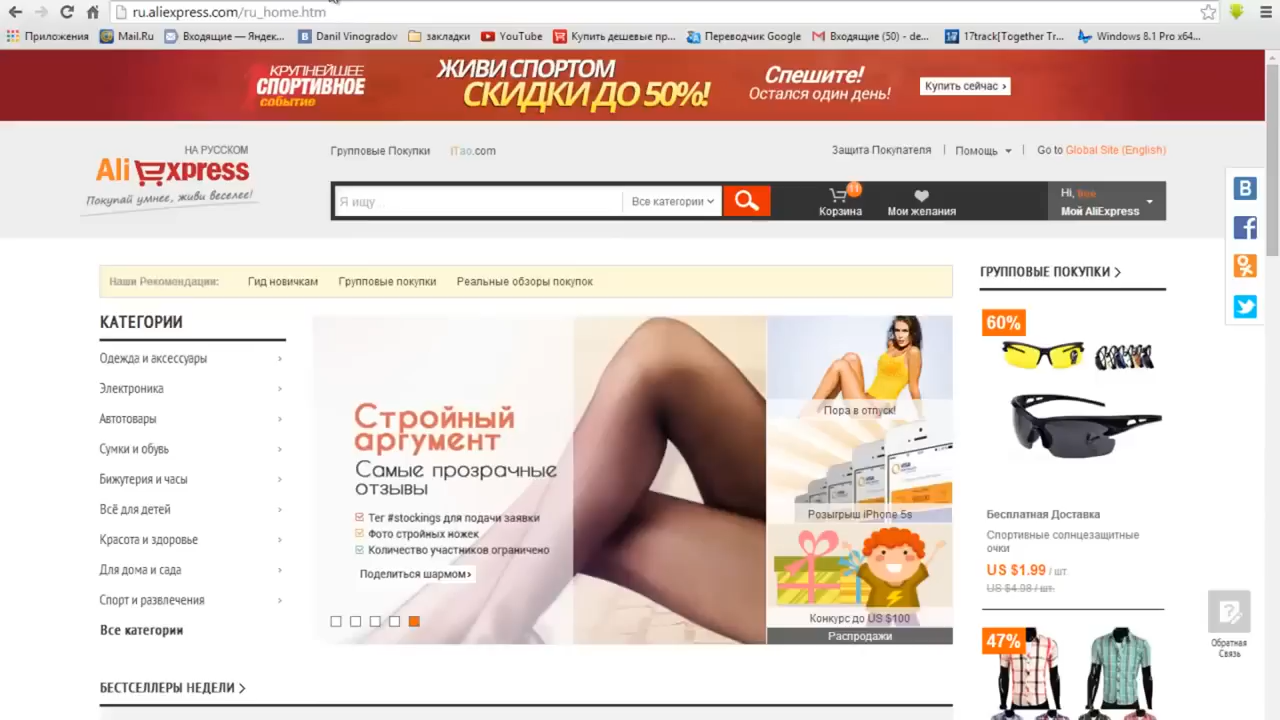 ru.aliexpress.com/ru_home.htm
Приложения
Mail.Ru
Входящие — Яндек...
Danil Vinogradov
закладки
YouTube
Купить дешевые пр...
Переводчик Google
Входящие (50) - de...
17track[Together Tr...
Windows 8.1 Pro x64...
КРУПНЕЙШЕЕ
СПОРТИВНОЕ
событие
ЖИВИ СПОРТОМ
СКИДКИ ДО 50%!
Спешите!
Остался один день!
Купить сейчас ›
НА РУССКОМ
AliExpress
Покупай умнее, живи веселее!
Групповые Покупки
iTao.com
Защита Покупателя
Помощь
Go to Global Site (English)
Я ищу...
Все категории
Корзина
Мои желания
Hi,
Мой AliExpress
Наши Рекомендации:
Гид новичкам
Групповые покупки
Реальные обзоры покупок
КАТЕГОРИИ
Одежда и аксессуары
Электроника
Автотовары
Сумки и обувь
Бижутерия и часы
Всё для детей
Красота и здоровье
Для дома и сада
Спорт и развлечения
Все категории
Стройный
аргумент
Самые прозрачные
отзывы
Тег #stockings для подачи заявки
Фото стройных ножек
Количество участников ограничено
Поделиться шармом›
Пора в отпуск!
Розыгрыш iPhone 5s
Конкурс до US $100
Распродажи
ГРУППОВЫЕ ПОКУПКИ
60%
Бесплатная Доставка
Спортивные солнцезащитные
очки
US $1.99 / шт.
US $4.98 / шт.
47%
Обратная
Связь
БЕСТСЕЛЛЕРЫ НЕДЕЛИ